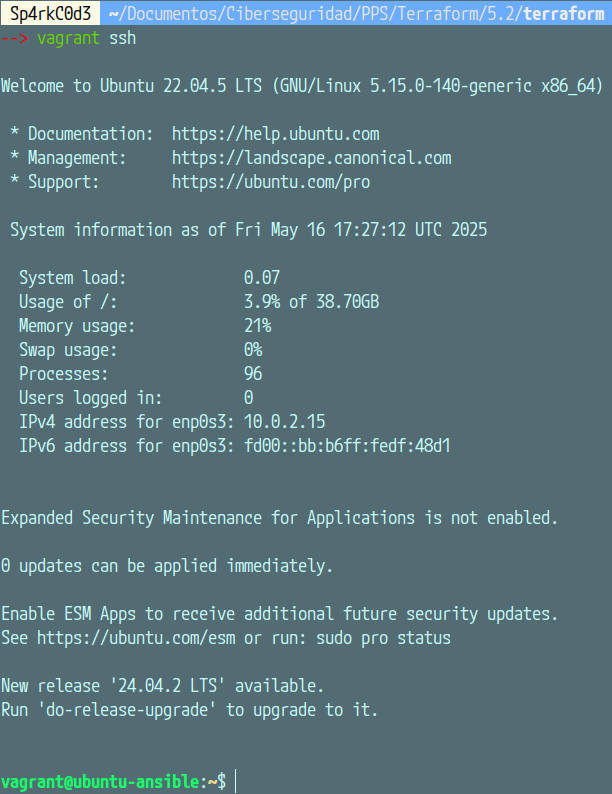 Sp4rkC0d3 ~/Documentos/Ciberseguridad/PPS/Terraform/5.2/terraform
--> vagrant ssh
Welcome to Ubuntu 22.04.5 LTS (GNU/Linux 5.15.0-140-generic x86_64)
* Documentation: https://help.ubuntu.com
* Management: https://landscape.canonical.com
* Support: https://ubuntu.com/pro
System information as of Fri May 16 17:27:12 UTC 2025
System load: 0.07
Usage of /: 3.9% of 38.70GB
Memory usage: 21%
Swap usage: 0%
Processes: 96
Users logged in: 0
IPv4 address for enp0s3: 10.0.2.15
IPv6 address for enp0s3: fd00::bb:b6ff:fedf:48d1
Expanded Security Maintenance for Applications is not enabled.
0 updates can be applied immediately.
Enable ESM Apps to receive additional future security updates.
See https://ubuntu.com/esm or run: sudo pro status
New release '24.04.2 LTS' available.
Run 'do-release-upgrade' to upgrade to it.
vagrant@ubuntu-ansible:~$